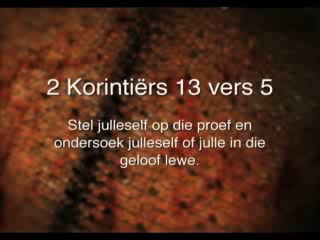 2 Korintiërs 13 vers 5
Stel julleself op die proef en
ondersoek julleself of julle in die
geloof lewe.